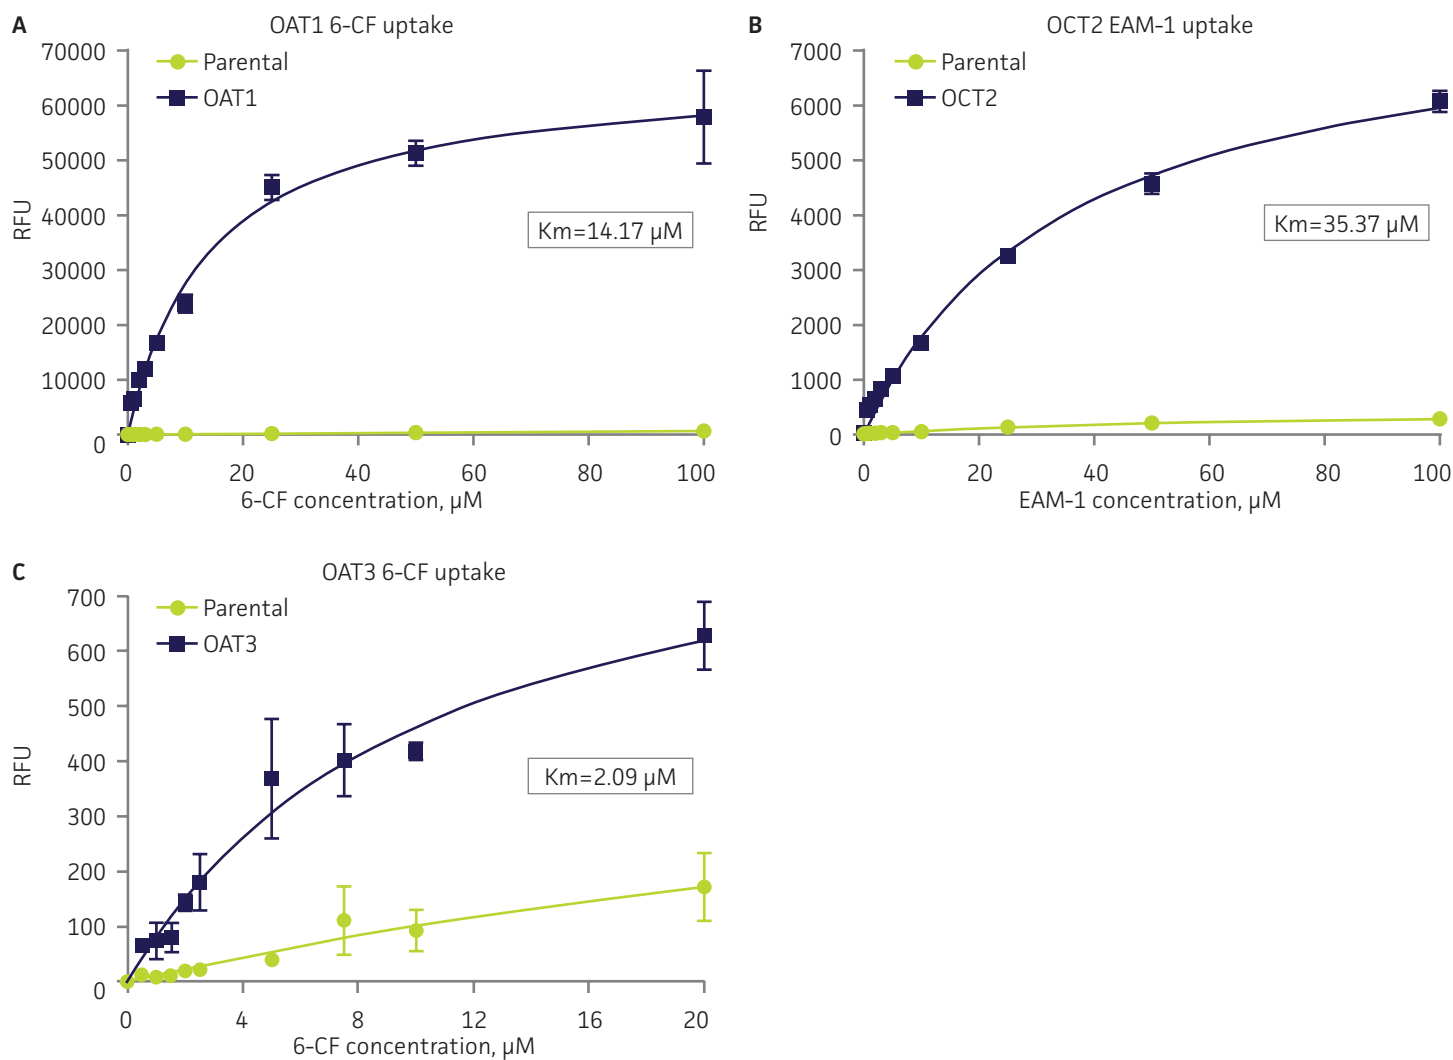 A
OAT1 6-CF uptake
Parental
OAT1
70000
60000
50000
40000
30000
20000
10000
0
RFU
Km=14.17 µM
0 20 40 60 80 100
6-CF concentration, µM
B
OCT2 EAM-1 uptake
Parental
OCT2
7000
6000
5000
4000
3000
2000
1000
0
RFU
Km=35.37 µM
0 20 40 60 80 100
EAM-1 concentration, µM
C
OAT3 6-CF uptake
Parental
OAT3
700
600
500
400
300
200
100
0
RFU
Km=2.09 µM
0 4 8 12 16 20
6-CF concentration, µM